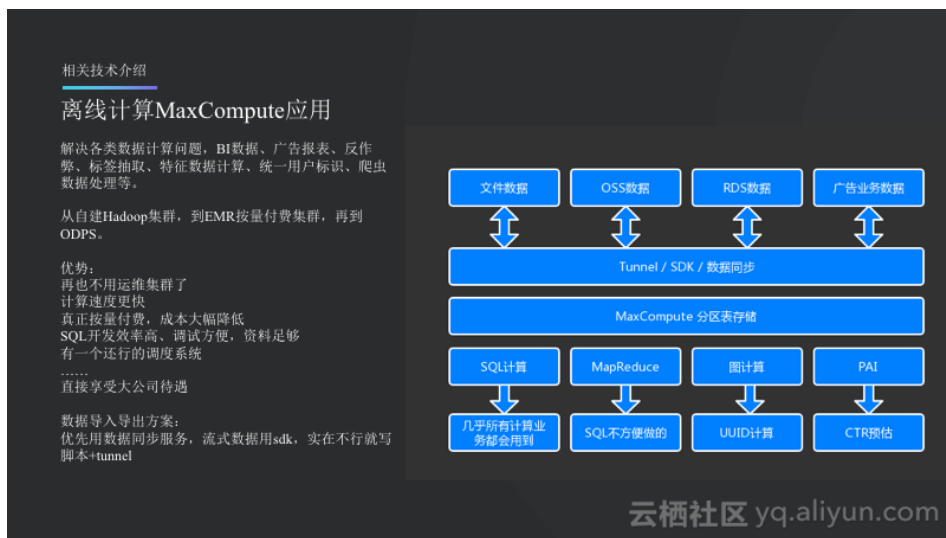 相关技术介绍
离线计算MaxCompute应用
解决各类数据计算问题，BI数据、广告报表、反作
弊、标签抽取、特征数据计算、统一用户标识、爬虫
数据处理等。
从自建Hadoop集群，到EMR按量付费集群，再到
ODPS。
优势：
再也不用运维集群了
计算速度更快
真正按量付费，成本大幅降低
SQL开发效率高、调试方便，资料足够
有一个还行的调度系统
......
直接享受大公司待遇
数据导入导出方案：
优先用数据同步服务，流式数据用sdk，实在不行就写
脚本+tunnel
文件数据
OSS数据
RDS数据
广告业务数据
Tunnel / SDK / 数据同步
MaxCompute 分区表存储
SQL计算
MapReduce
图计算
PAI
几乎所有计算业
务都会用到
SQL不方便做的
UUID计算
CTR预估
云栖社区 yq.aliyun.com